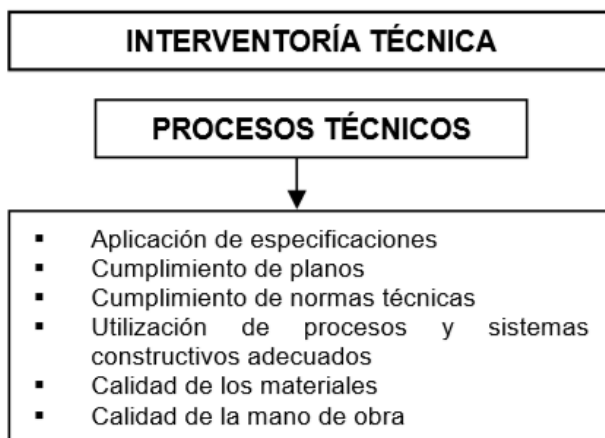 INTERVENTORÍA TÉCNICA
PROCESOS TÉCNICOS
▪ Aplicación de especificaciones
▪ Cumplimiento de planos
▪ Cumplimiento de normas técnicas
▪ Utilización de procesos y sistemas
constructivos adecuados
▪ Calidad de los materiales
▪ Calidad de la mano de obra